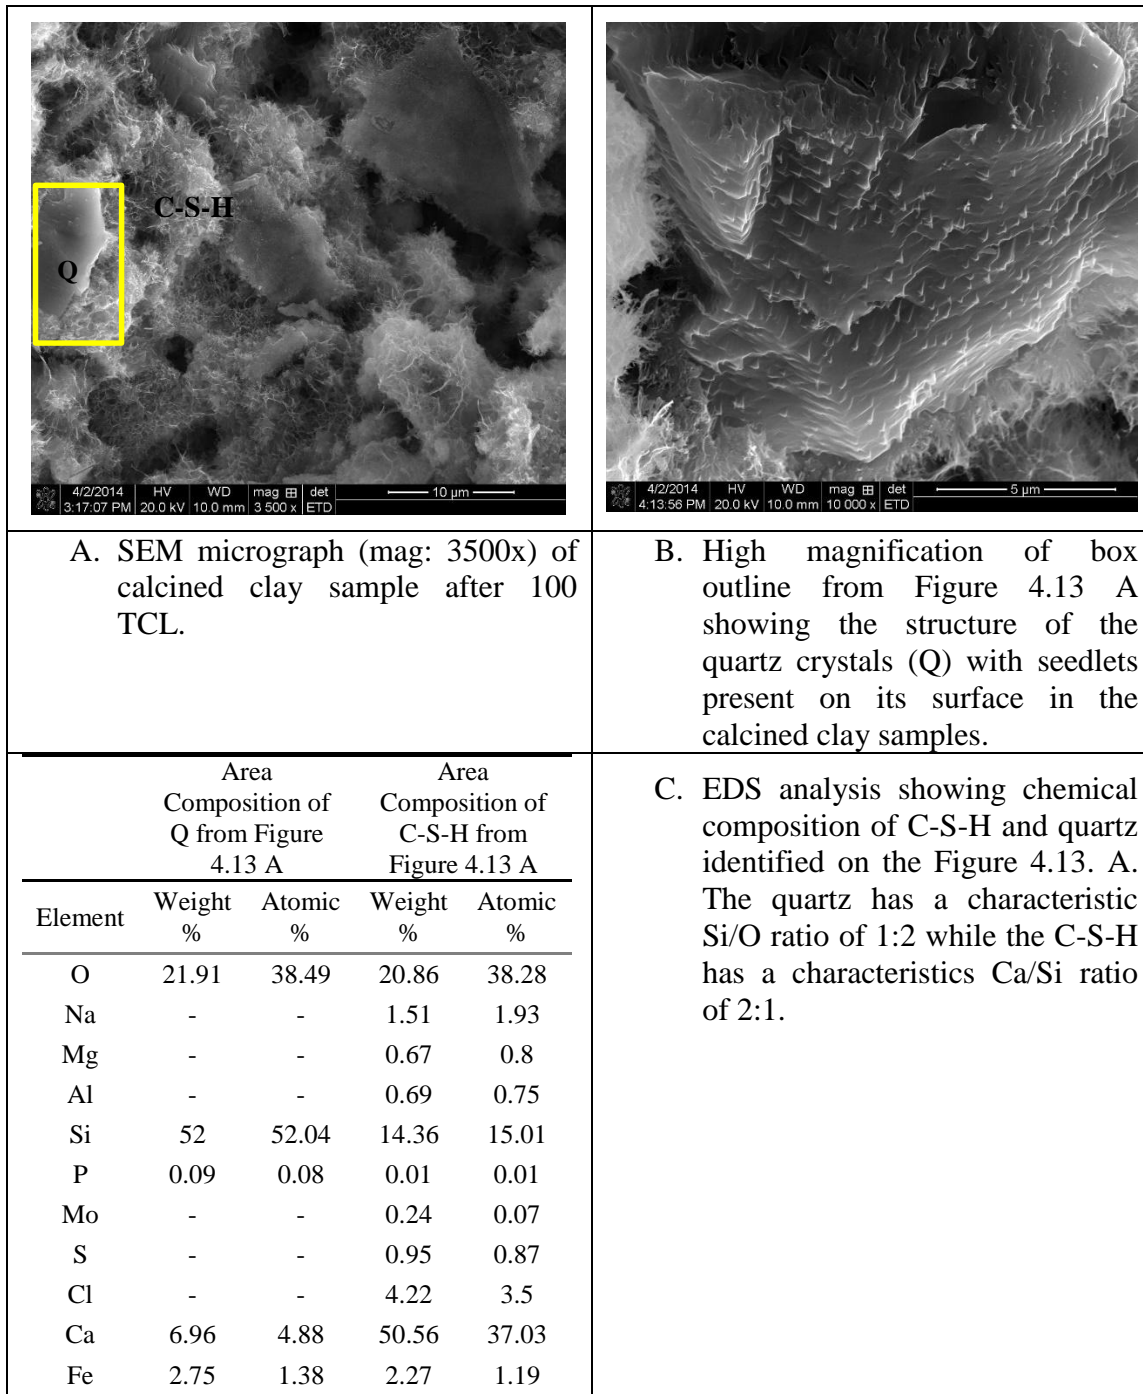 C-S-H
Q
4/2/2014 HV WD mag det 10 µm
3:17:07 PM 20.0 kV 10.0 mm 3 500 x ETD
4/2/2014 HV WD mag det 5 µm
4:13:56 PM 20.0 kV 10.0 mm 10 000 x ETD
A. SEM micrograph (mag: 3500x) of
calcined clay sample after 100
TCL.
B. High magnification of box
outline from Figure 4.13 A
showing the structure of the
quartz crystals (Q) with seedlets
present on its surface in the
calcined clay samples.
Area Area
Composition of Composition of
Q from Figure C-S-H from
4.13 A Figure 4.13 A
Element Weight % Atomic % Weight % Atomic %
O 21.91 38.49 20.86 38.28
Na - - 1.51 1.93
Mg - - 0.67 0.8
Al - - 0.69 0.75
Si 52 52.04 14.36 15.01
P 0.09 0.08 0.01 0.01
Mo - - 0.24 0.07
S - - 0.95 0.87
Cl - - 4.22 3.5
Ca 6.96 4.88 50.56 37.03
Fe 2.75 1.38 2.27 1.19
C. EDS analysis showing chemical
composition of C-S-H and quartz
identified on the Figure 4.13. A.
The quartz has a characteristic
Si/O ratio of 1:2 while the C-S-H
has a characteristics Ca/Si ratio
of 2:1.